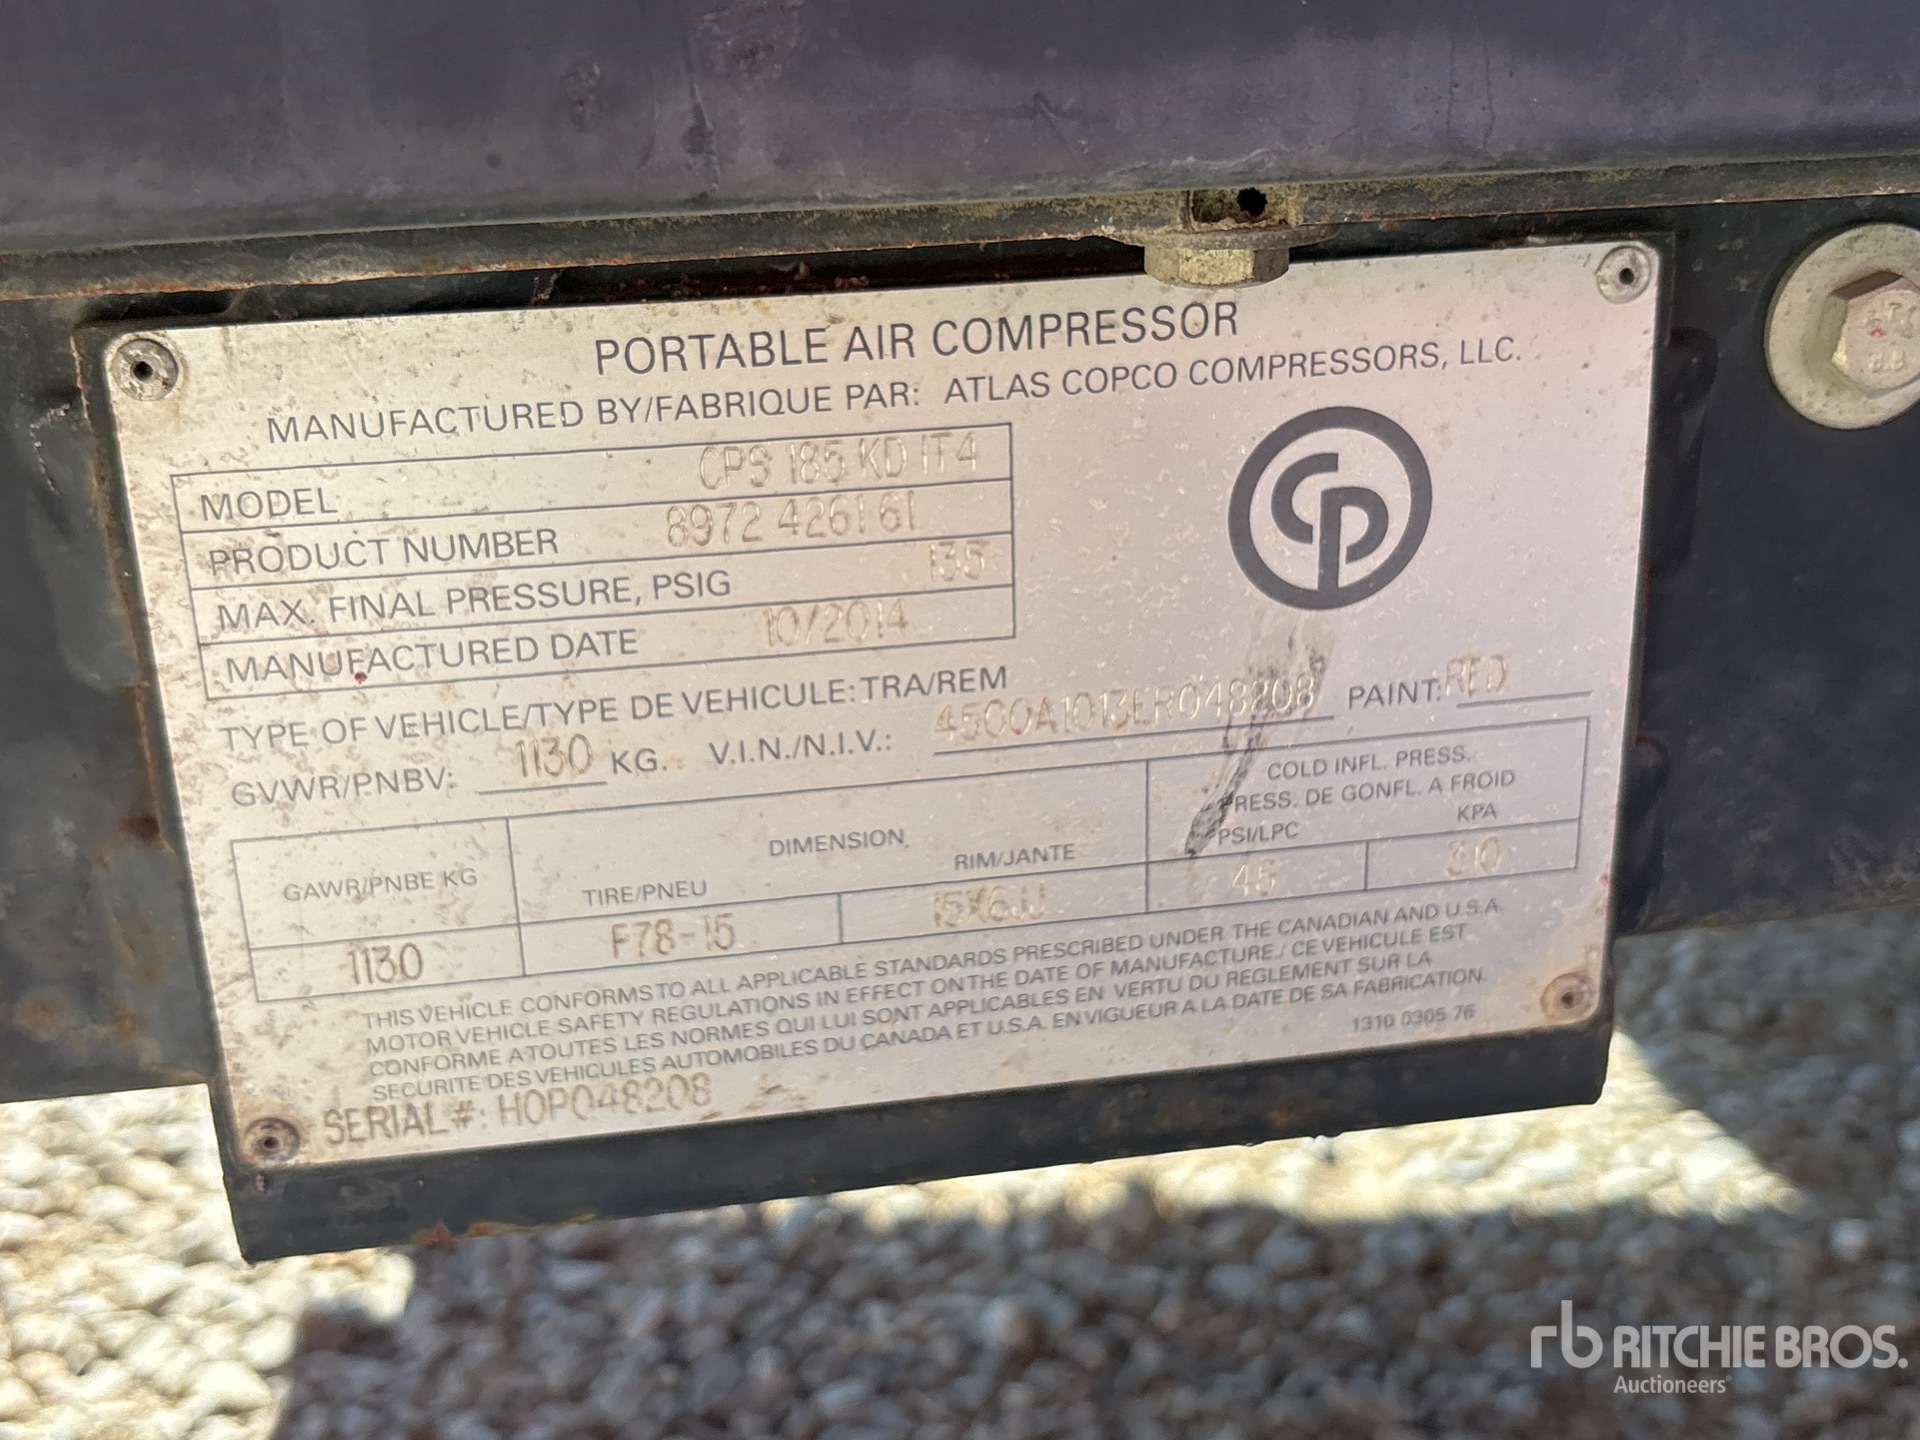 PORTABLE AIR COMPRESSOR
MANUFACTURED BY/FABRIQUE PAR: ATLAS COPCO COMPRESSORS, LLC.
MODEL CPS 185 KD IT4
PRODUCT NUMBER 8972 4261 61
MAX. FINAL PRESSURE, PSIG 135
MANUFACTURED DATE 10/2014
CP
TYPE OF VEHICLE/TYPE DE VEHICULE: TRA/REM
GVWR/PNBV: 1130 KG. V.I.N./N.I.V.: 4500A1013ER048208 PAINT: RED
GAWR/PNBE KG DIMENSION COLD INFL. PRESS.
PRESS. DE GONFL. A FROID
TIRE/PNEU RIM/JANTE PSI/LPC KPA
1130 F78-15 15X6JJ 45 310
THIS VEHICLE CONFORMS TO ALL APPLICABLE STANDARDS PRESCRIBED UNDER THE CANADIAN AND U.S.A.
MOTOR VEHICLE SAFETY REGULATIONS IN EFFECT ON THE DATE OF MANUFACTURE./ CE VEHICULE EST
CONFORME A TOUTES LES NORMES QUI LUI SONT APPLICABLES EN VERTU DU REGLEMENT SUR LA
SECURITE DES VEHICULES AUTOMOBILES DU CANADA ET U.S.A. EN VIGUEUR A LA DATE DE SA FABRICATION.
1310 0305 76
SERIAL #: HOP048208
rb RITCHIE BROS.
Auctioneers